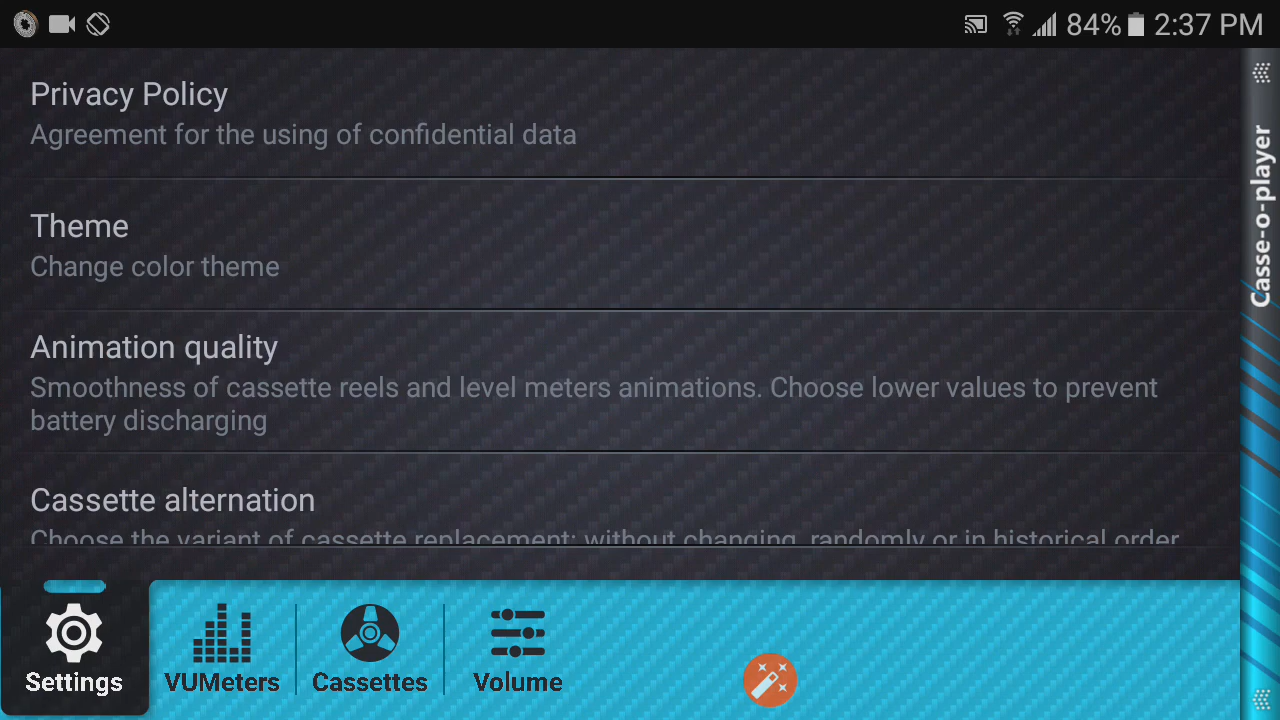 84% 2:37 PM
Privacy Policy
Agreement for the using of confidential data
Theme
Change color theme
Animation quality
Smoothness of cassette reels and level meters animations. Choose lower values to prevent
battery discharging
Cassette alternation
Choose the variant of cassette replacement: without changing, randomly or in historical order
Casse-o-player
Settings
VUMeters
Cassettes
Volume